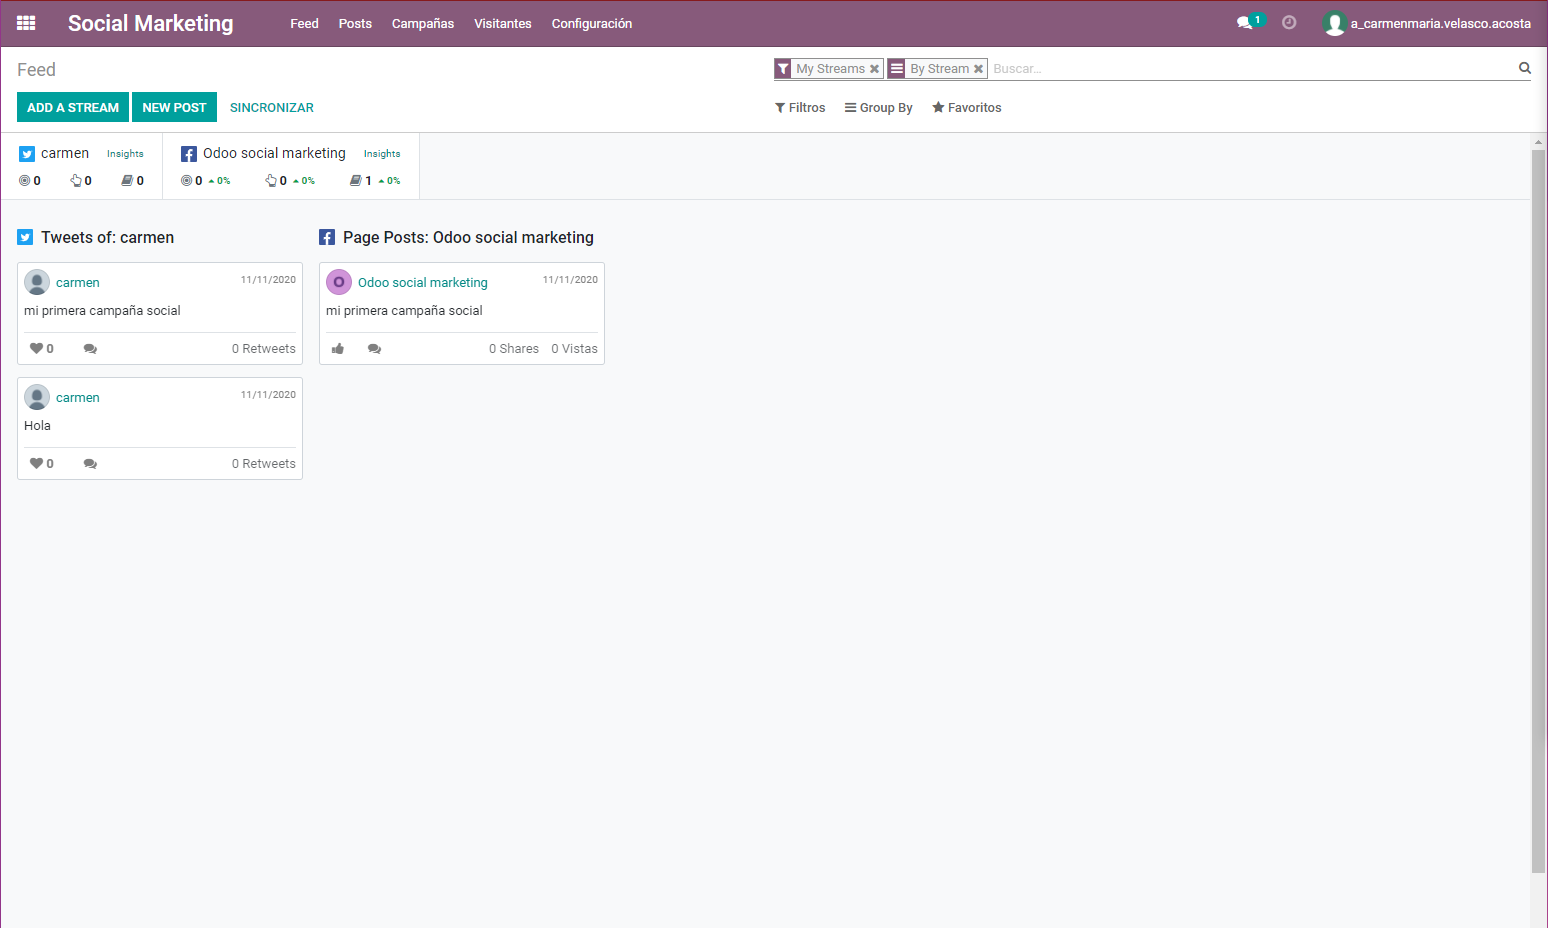 Social Marketing Feed Posts Campañas Visitantes Configuración 1 a_carmenmaria.velasco.acosta
Feed My Streams By Stream Buscar...
ADD A STREAM NEW POST SINCRONIZAR Filtros Group By Favoritos
carmen Insights Odoo social marketing Insights
0 0 0 0 0% 0 0% 1 0%
Tweets of: carmen
carmen 11/11/2020
mi primera campaña social
0 0 Retweets
carmen 11/11/2020
Hola
0 0 Retweets
Page Posts: Odoo social marketing
O Odoo social marketing 11/11/2020
mi primera campaña social
0 Shares 0 Vistas